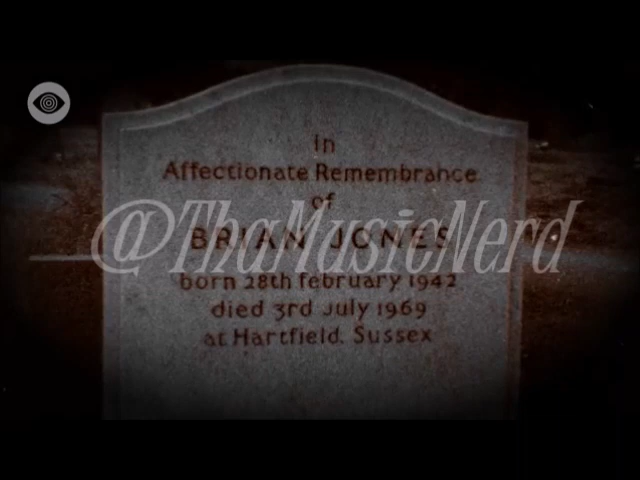 in
Affectionate Remembrance
of
BRIAN JONES
@ThaMusicNerd
born 28th february 1942
died 3rd July 1969
at Hartfield. Sussex